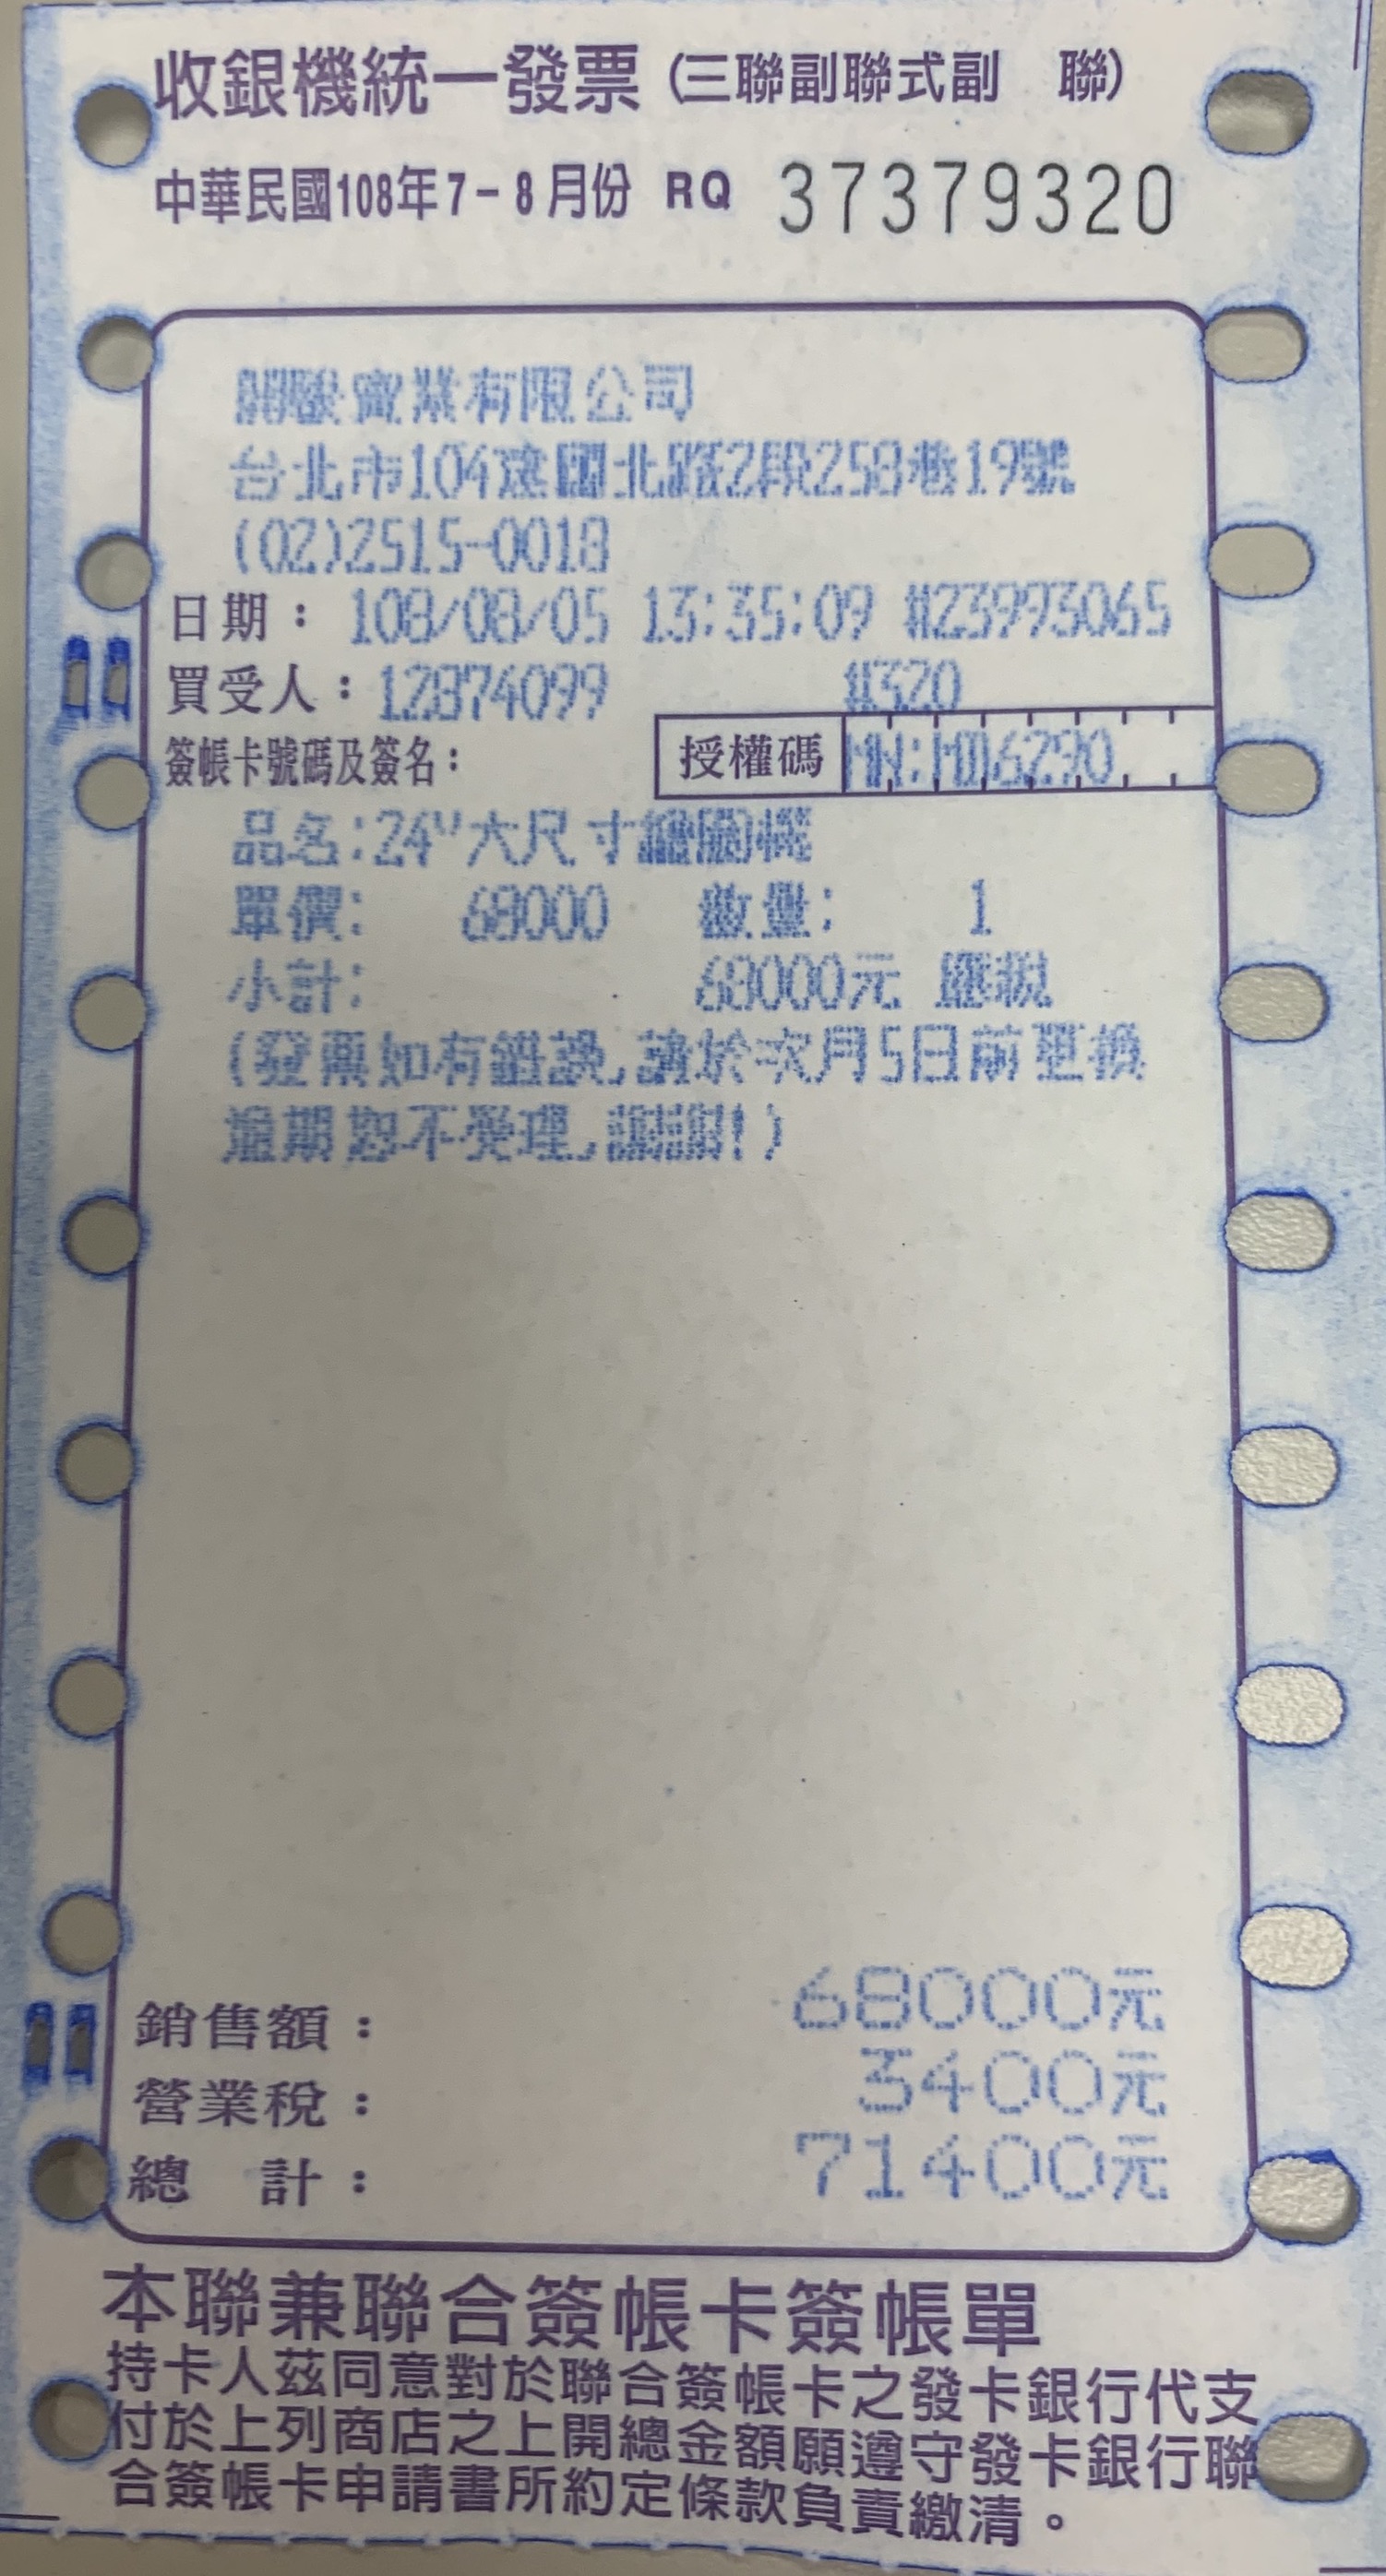 收銀機統一發票(三聯副聯式副 聯)
中華民國108年7-8月份 RQ 37379320
開駿實業有限公司
台北市104建國北路2段258巷19號
(02)2515-0018
日期: 108/08/05 13:35:09 #23993065
買受人: 12874099 #320
簽帳卡號碼及簽名: 授權碼 MN:MD6290
品名:24"大尺寸繪圖機
單價: 68000 數量: 1
小計: 68000元 應稅
(發票如有錯誤,請於次月5日前更換
逾期恕不受理,謝謝!)
銷售額: 68000元
營業稅: 3400元
總 計: 71400元
本聯兼聯合簽帳卡簽帳單
持卡人茲同意對於聯合簽帳卡之發卡銀行代支
付於上列商店之上開總金額願遵守發卡銀行聯
合簽帳卡申請書所約定條款負責繳清。